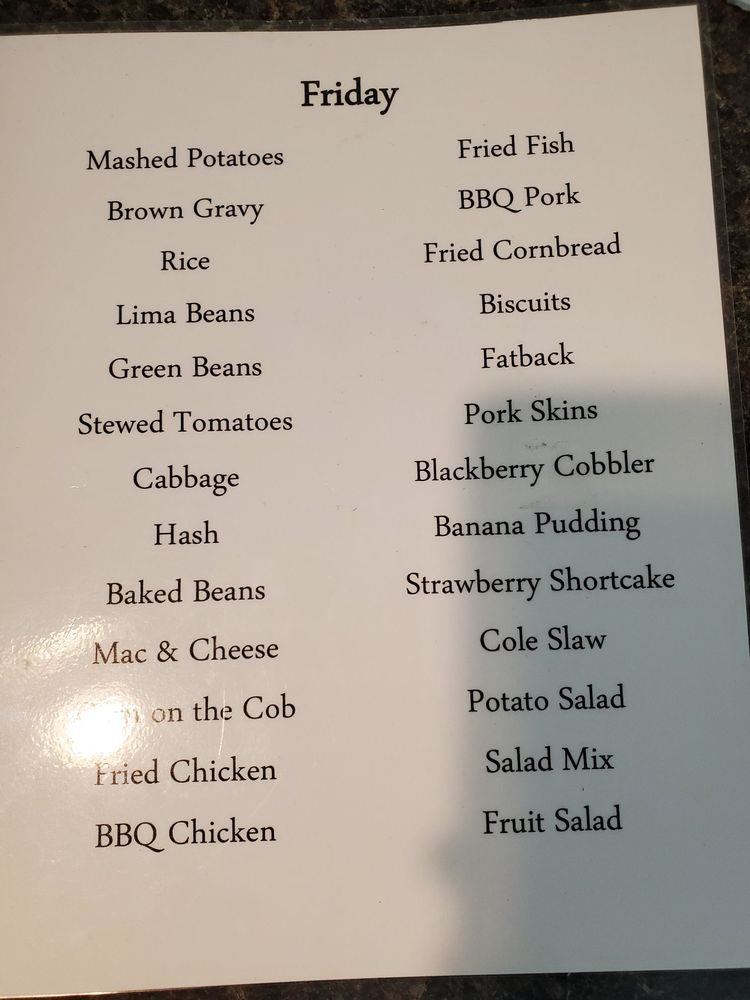 Friday
Mashed Potatoes
Brown Gravy
Rice
Lima Beans
Green Beans
Stewed Tomatoes
Cabbage
Hash
Baked Beans
Mac & Cheese
on the Cob
Fried Chicken
BBQ Chicken
Fried Fish
BBQ Pork
Fried Cornbread
Biscuits
Fatback
Pork Skins
Blackberry Cobbler
Banana Pudding
Strawberry Shortcake
Cole Slaw
Potato Salad
Salad Mix
Fruit Salad